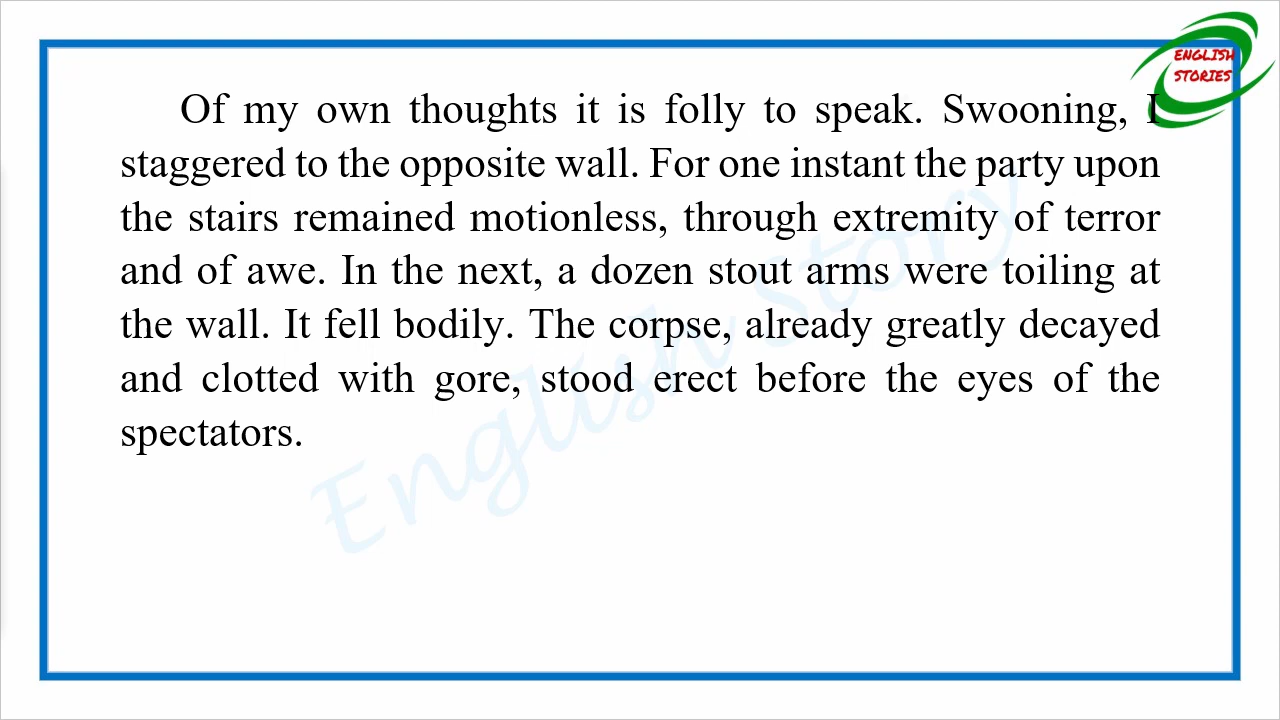 ENGLISH
STORIES
Of my own thoughts it is folly to speak. Swooning, I
staggered to the opposite wall. For one instant the party upon
the stairs remained motionless, through extremity of terror
and of awe. In the next, a dozen stout arms were toiling at
the wall. It fell bodily. The corpse, already greatly decayed
and clotted with gore, stood erect before the eyes of the
spectators.
English Story